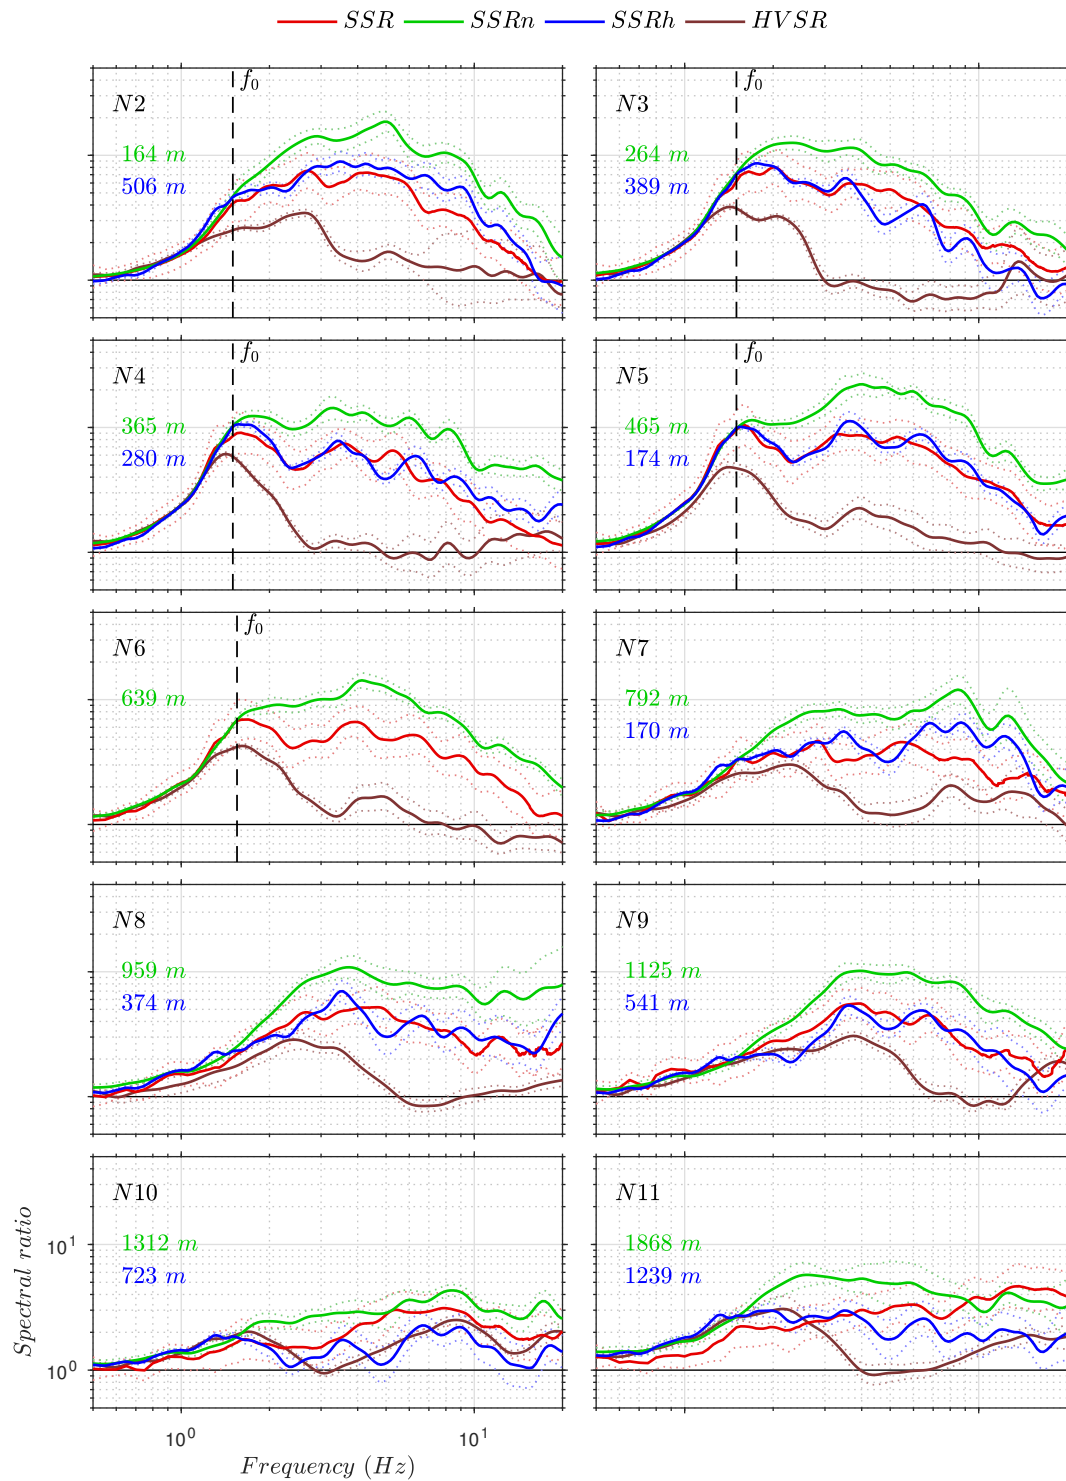 SSR SSRn SSRh HVSR
f0 f0
N2 N3
164 m 264 m
506 m 389 m
f0 f0
N4 N5
365 m 465 m
280 m 174 m
f0
N6 N7
639 m 792 m
170 m
N8 N9
959 m 1125 m
374 m 541 m
N10 N11
1312 m 1868 m
723 m 1239 m
10^1
10^0
Spectral ratio
10^0 10^1
Frequency (Hz)